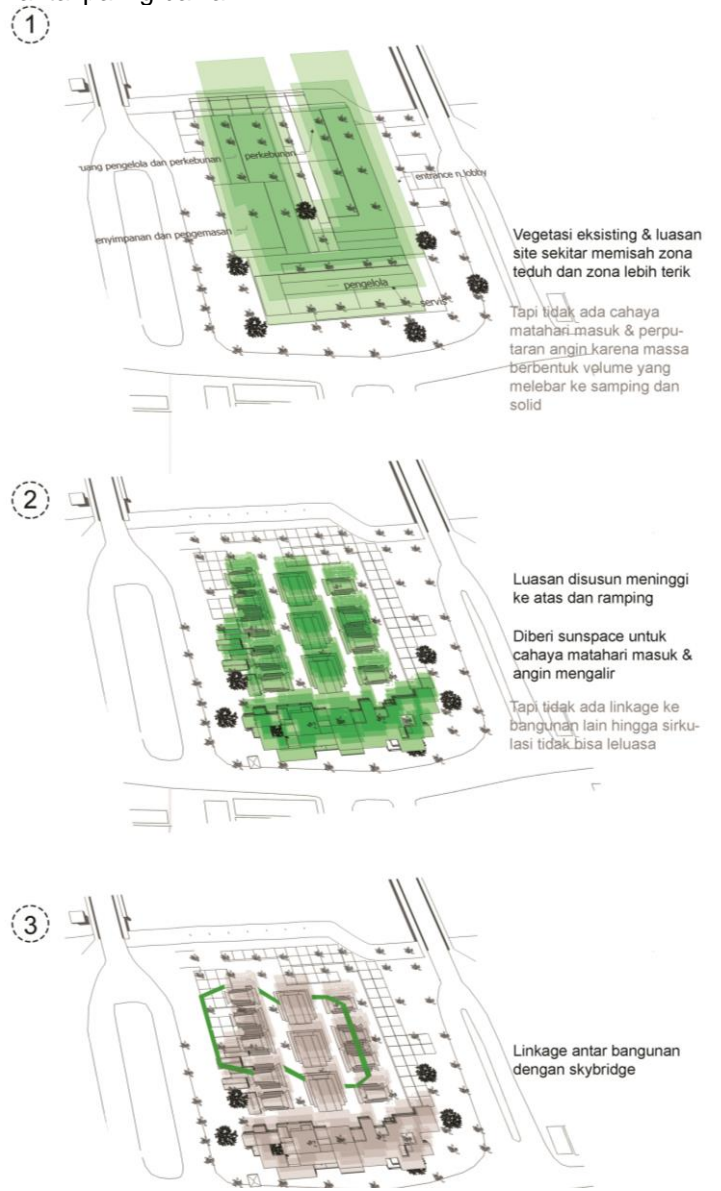 1
ruang pengelola dan perkebunan
perkebunan
entrance n lobby
enyimpanan dan pengemasan
pengelola
servis
Vegetasi eksisting & luasan
site sekitar memisah zona
teduh dan zona lebih terik
Tapi tidak ada cahaya
matahari masuk & perpu-
taran angin karena massa
berbentuk volume yang
melebar ke samping dan
solid
2
Luasan disusun meninggi
ke atas dan ramping
Diberi sunspace untuk
cahaya matahari masuk &
angin mengalir
Tapi tidak ada linkage ke
bangunan lain hingga sirku-
lasi tidak bisa leluasa
3
Linkage antar bangunan
dengan skybridge